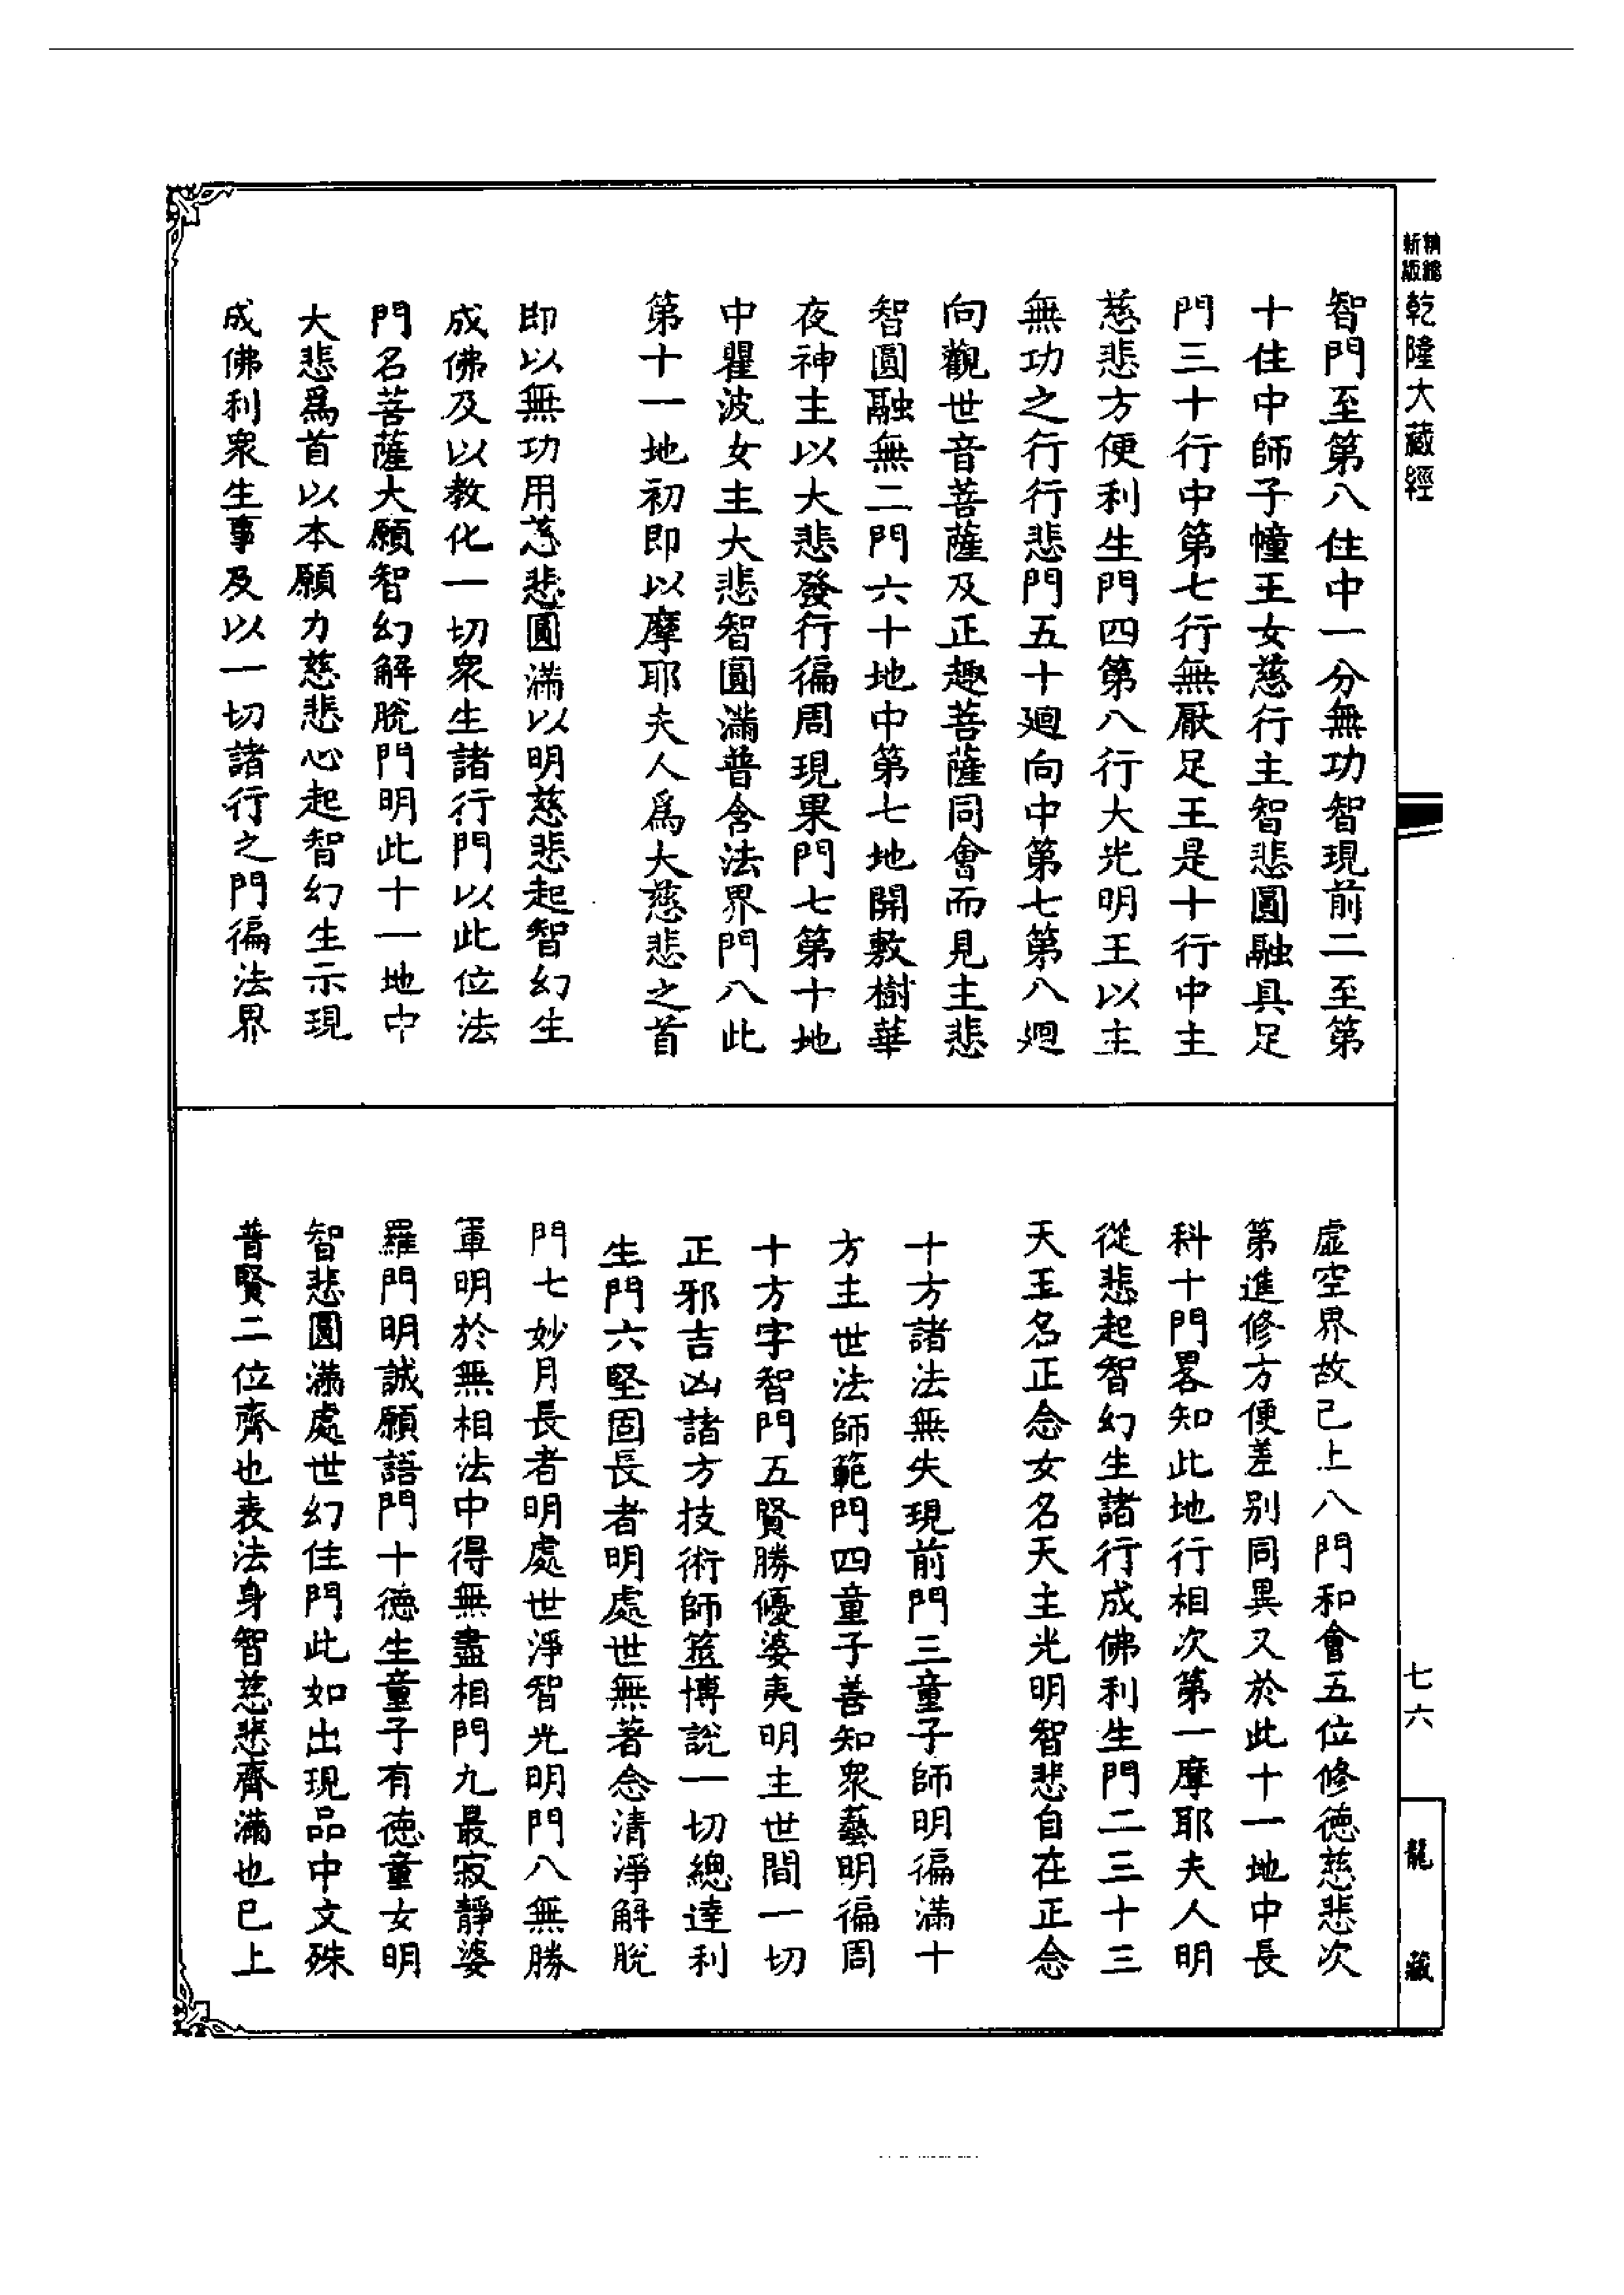 精縮
新版
乾隆大藏經
智門至第八住中一分無功智現前二至第
十住中師子幢王女慈行主智悲圓融具足
門三十行中第七行無厭足王是十行中主
慈悲方便利生門四第八行大光明王以主
無功之行行悲門五十迴向中第七第八迴
向觀世音菩薩及正趣菩薩同會而見主悲
智圓融無二門六十地中第七地開敷樹華
夜神主以大悲發行徧周現果門七第十地
中瞿波女主大悲智圓滿普含法界門八此
第十一地初即以摩耶夫人爲大慈悲之首
即以無功用慈悲圓滿以明慈悲起智幻生
成佛及以教化一切衆生諸行門以此位法
門名菩薩大願智幻解脫門明此十一地中
大悲爲首以本願力慈悲心起智幻生示現
成佛利衆生事及以一切諸行之門徧法界
虛空界故已上八門和會五位修德慈悲次
第進修方便差别同異又於此十一地中長
科十門畧知此地行相次第一摩耶夫人明
從悲起智幻生諸行成佛利生門二三十三
天王名正念女名天主光明智悲自在正念
十方諸法無失現前門三童子師明徧滿十
方主世法師範門四童子善知衆藝明徧周
十方字智門五賢勝優婆夷明主世間一切
正邪吉凶諸方技術師筮博說一切總達利
生門六堅固長者明處世無著念清淨解脫
門七妙月長者明處世淨智光明門八無勝
軍明於無相法中得無盡相門九最寂靜婆
羅門明誠願語門十德生童子有德童女明
智悲圓滿處世幻住門此如出現品中文殊
普賢二位齊也表法身智慈悲齊滿也已上
七六
龍藏